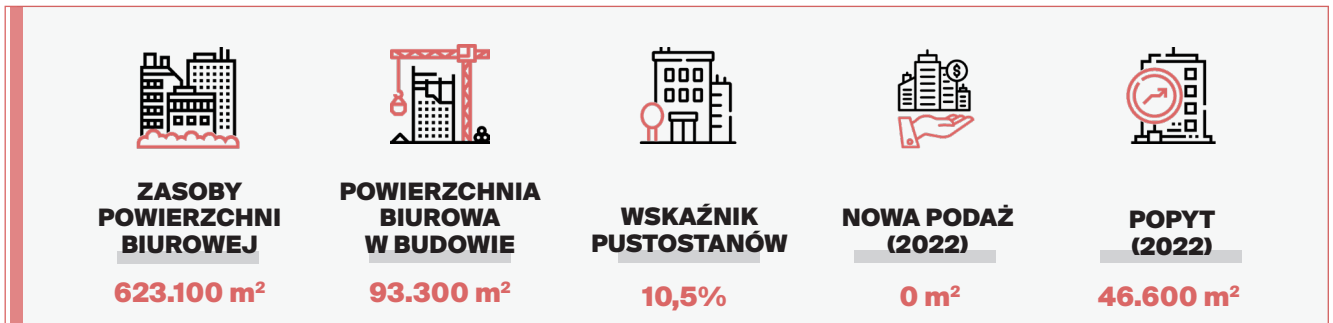 ZASOBY
POWIERZCHNI
BIUROWEJ
623.100 m²
POWIERZCHNIA
BIUROWA
W BUDOWIE
93.300 m²
WSKAŹNIK
PUSTOSTANÓW
10,5%
NOWA PODAŻ
(2022)
0 m²
POPYT
(2022)
46.600 m²
$